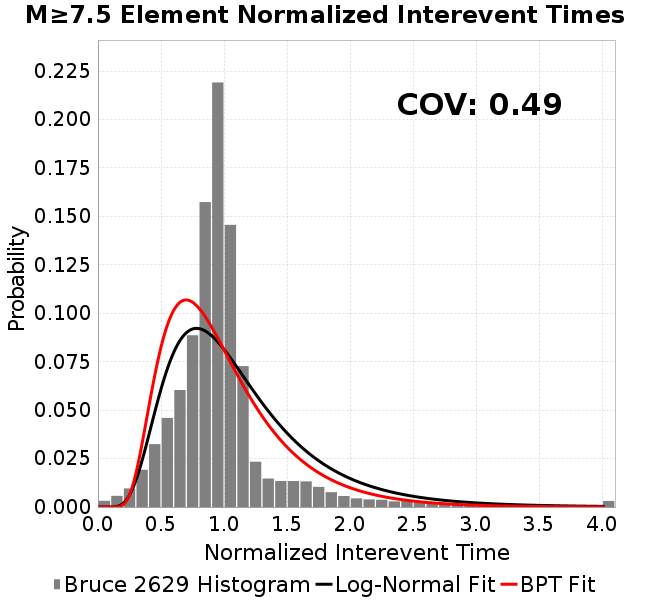 M≥7.5 Element Normalized Interevent Times
COV: 0.49
Probability
0.225
0.200
0.175
0.150
0.125
0.100
0.075
0.050
0.025
0.000
0.0 0.5 1.0 1.5 2.0 2.5 3.0 3.5 4.0
Normalized Interevent Time
Bruce 2629 Histogram Log-Normal Fit BPT Fit